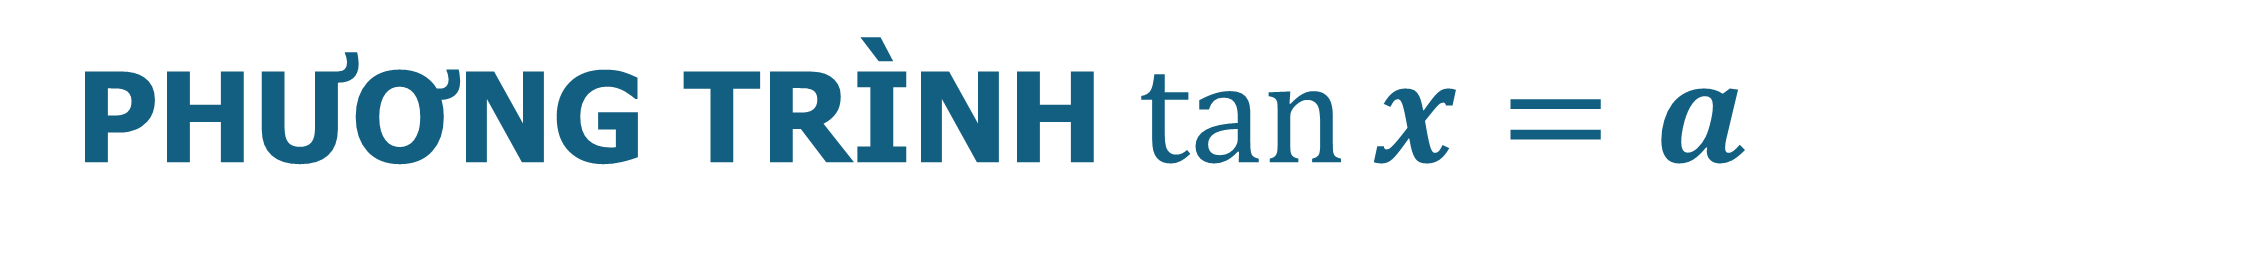 PHƯƠNG TRÌNH tan x = a